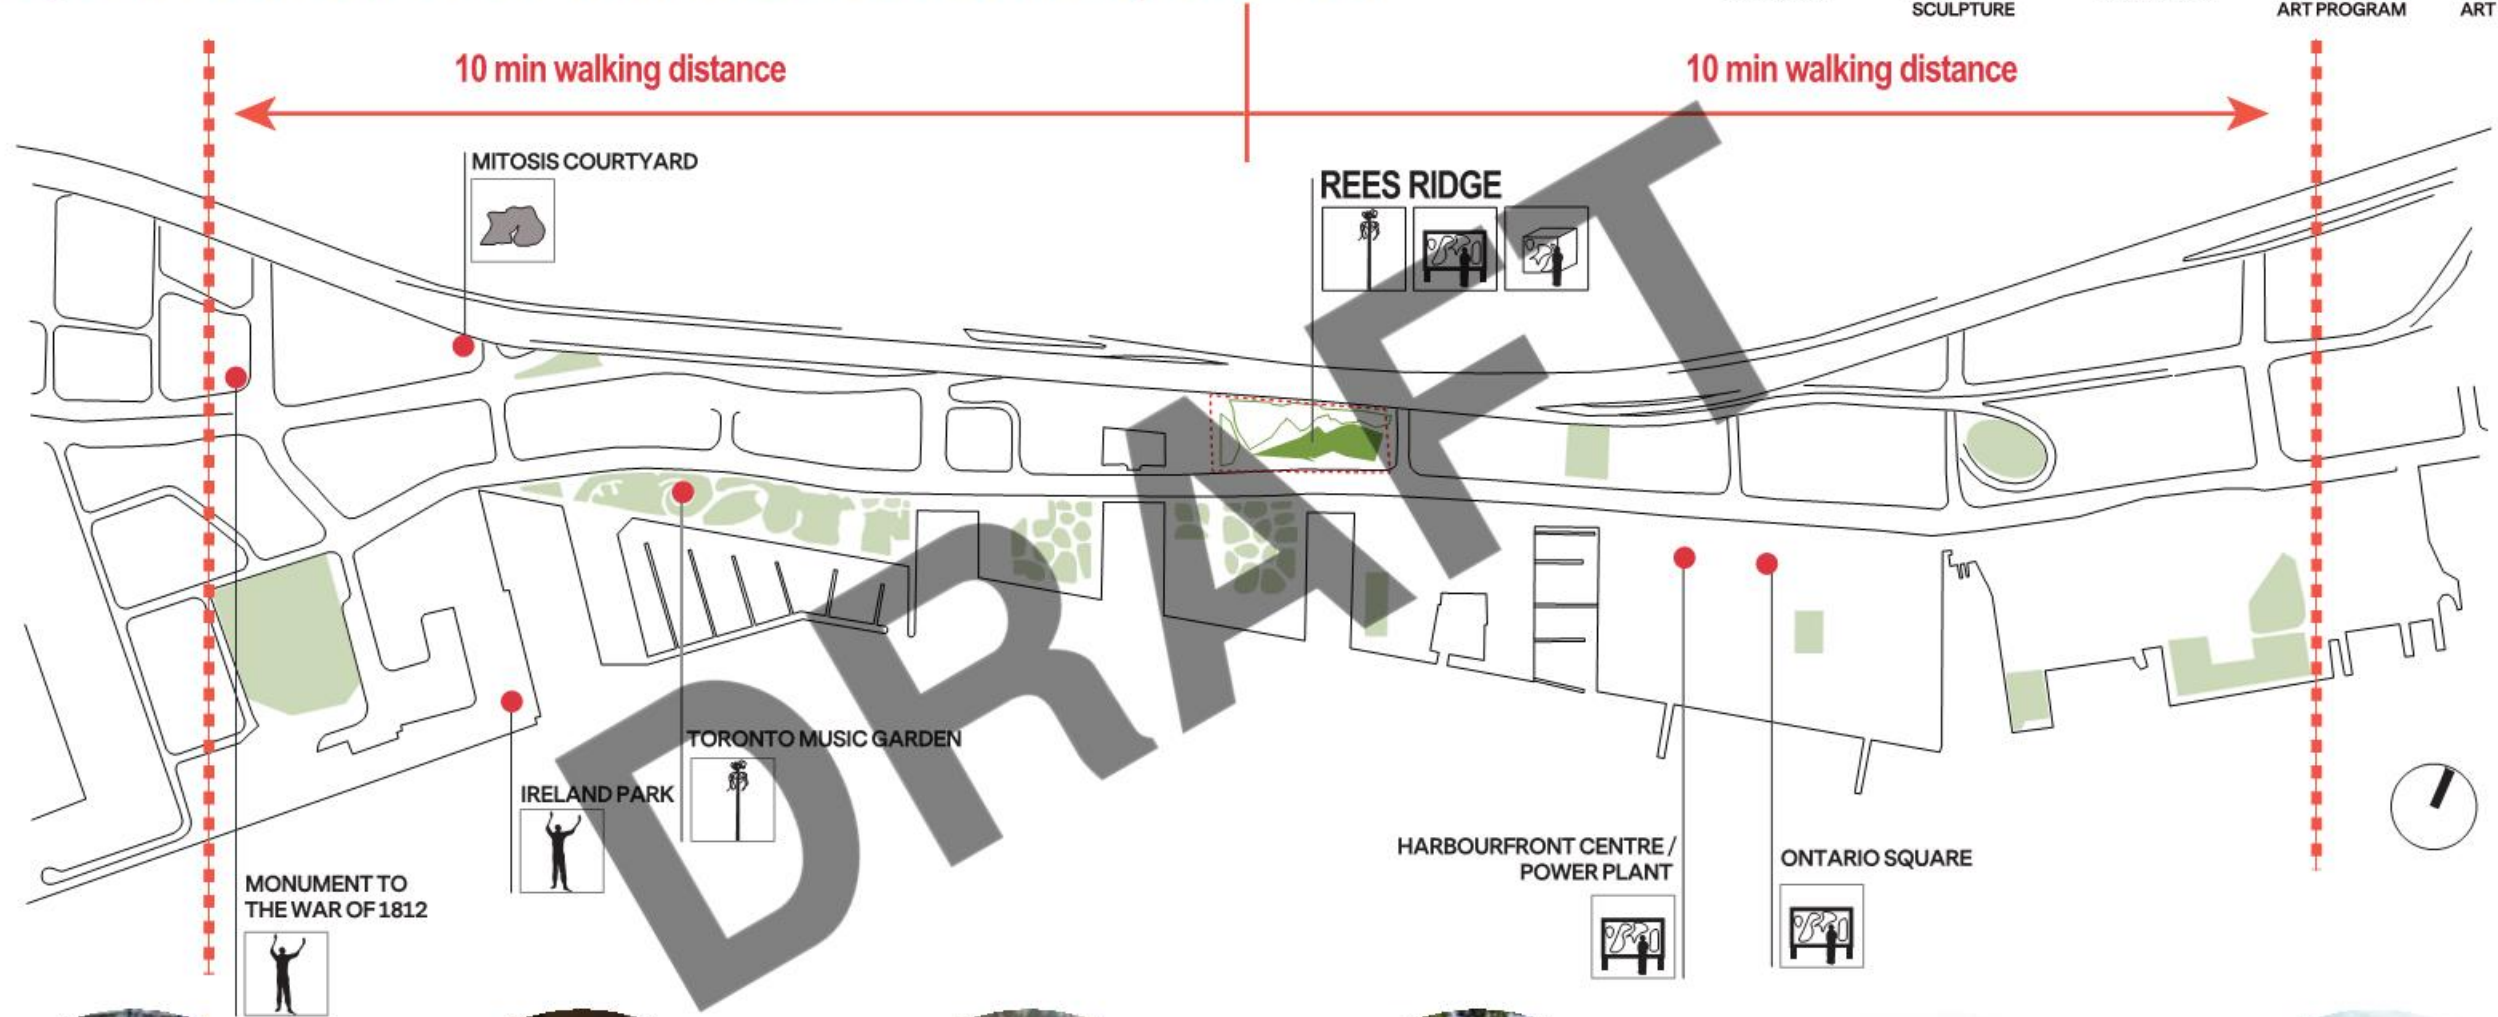 SCULPTURE
ART PROGRAM
ART
10 min walking distance
10 min walking distance
MITOSIS COURTYARD
REES RIDGE
DRAFT
TORONTO MUSIC GARDEN
IRELAND PARK
MONUMENT TO
THE WAR OF 1812
HARBOURFRONT CENTRE /
POWER PLANT
ONTARIO SQUARE